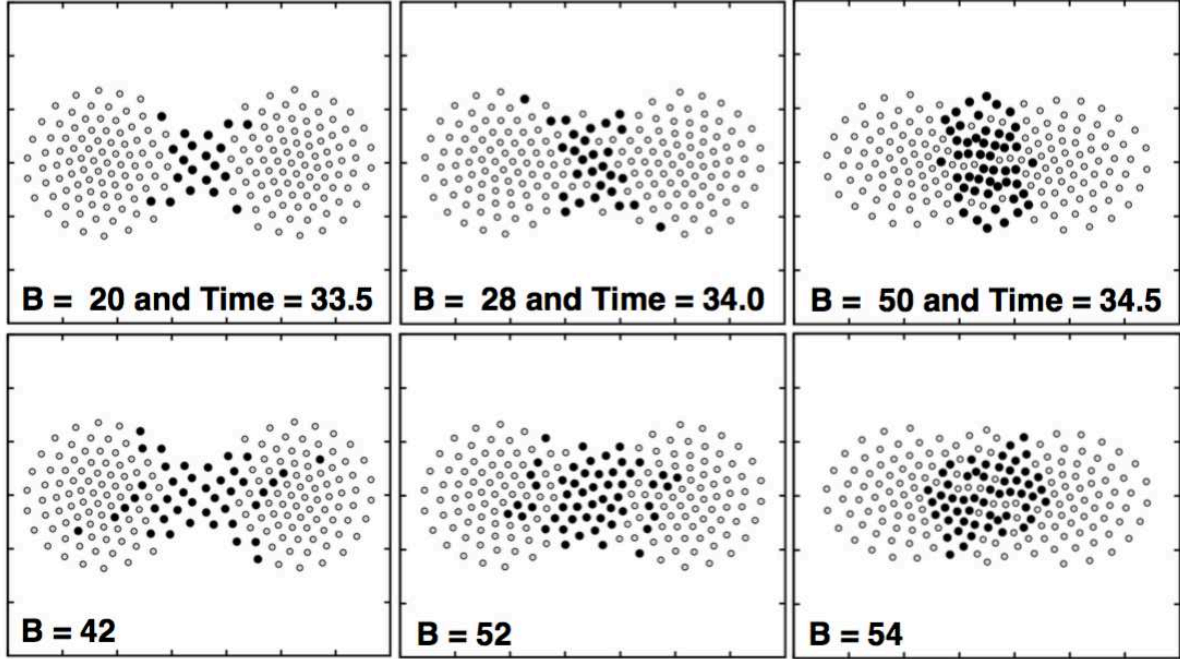 B = 20 and Time = 33.5
B = 28 and Time = 34.0
B = 50 and Time = 34.5
B = 42
B = 52
B = 54